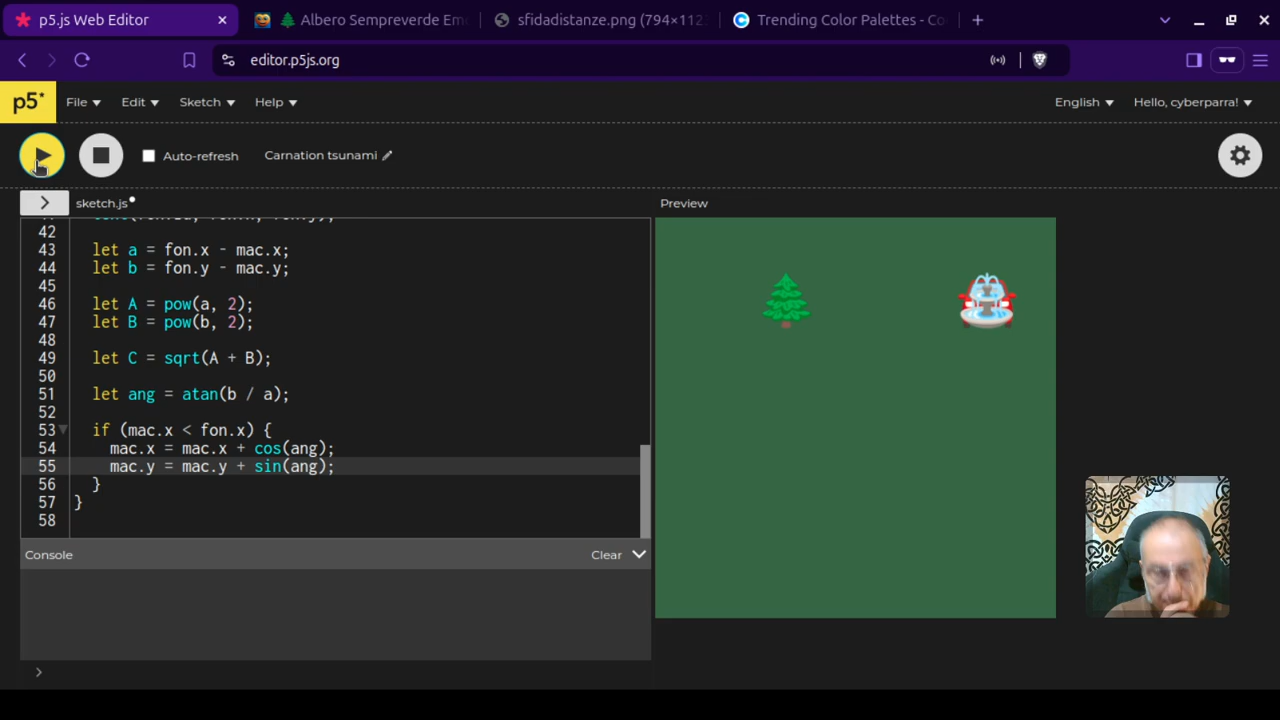 p5.js Web Editor
Albero Sempreverde Em
sfidadistanze.png (794×1123
Trending Color Palettes - Co
editor.p5js.org
p5*
File
Edit
Sketch
Help
English
Hello, cyberparra!
Auto-refresh
Carnation tsunami
sketch.js
Preview
42
43 let a = fon.x - mac.x;
44 let b = fon.y - mac.y;
45
46 let A = pow(a, 2);
47 let B = pow(b, 2);
48
49 let C = sqrt(A + B);
50
51 let ang = atan(b / a);
52
53 if (mac.x < fon.x) {
54 mac.x = mac.x + cos(ang);
55 mac.y = mac.y + sin(ang);
56 }
57 }
58
Console
Clear